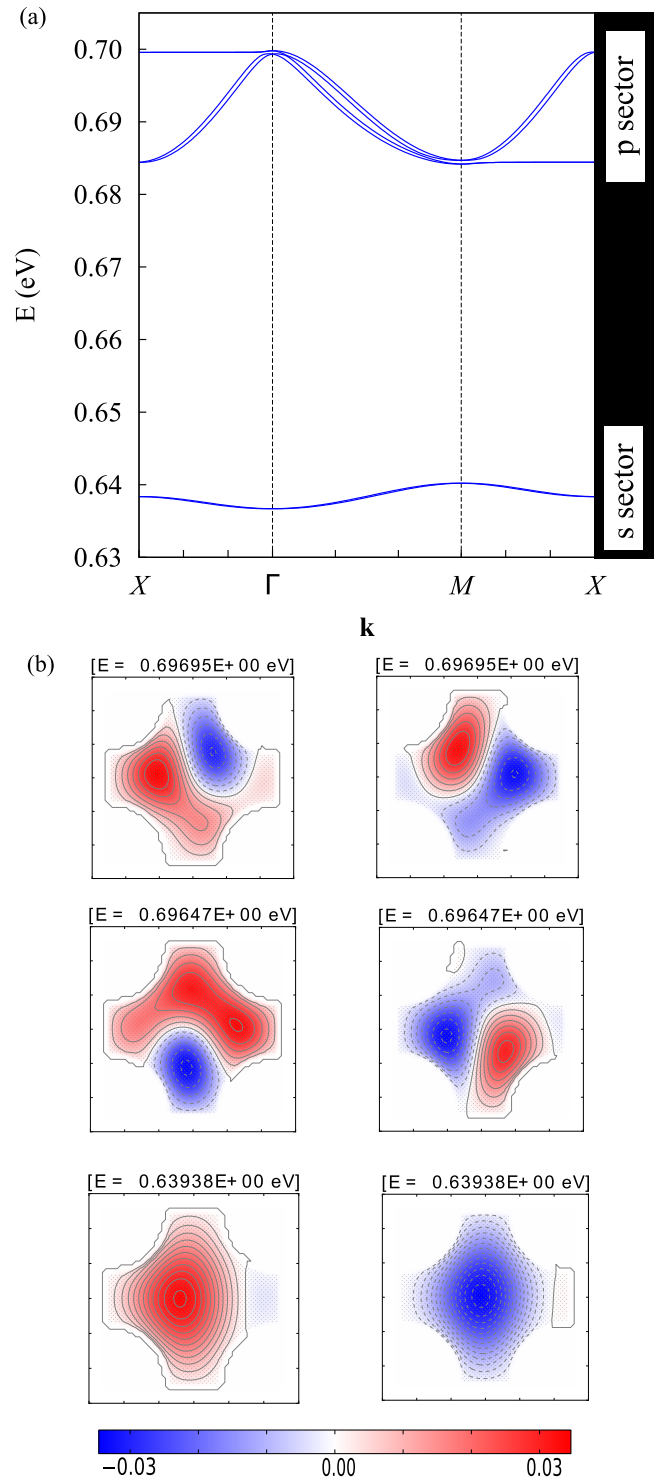 (a)
0.70
0.69
0.68
0.67
0.66
0.65
0.64
0.63
E (eV)
p sector
s sector
X Γ M X
k
(b)
[E = 0.69695E+00 eV] [E = 0.69695E+00 eV]
[E = 0.69647E+00 eV] [E = 0.69647E+00 eV]
[E = 0.63938E+00 eV] [E = 0.63938E+00 eV]
−0.03 0.00 0.03